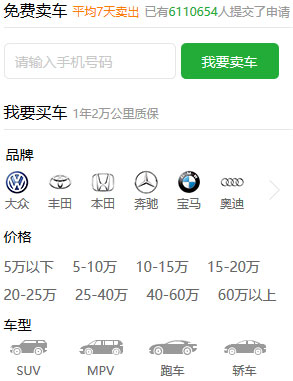 免费卖车 平均7天卖出 已有6110654人提交了申请
请输入手机号码 我要卖车
我要买车 1年2万公里质保
品牌
大众 丰田 本田 奔驰 宝马 奥迪
价格
5万以下 5-10万 10-15万 15-20万
20-25万 25-40万 40-60万 60万以上
车型
SUV MPV 跑车 轿车